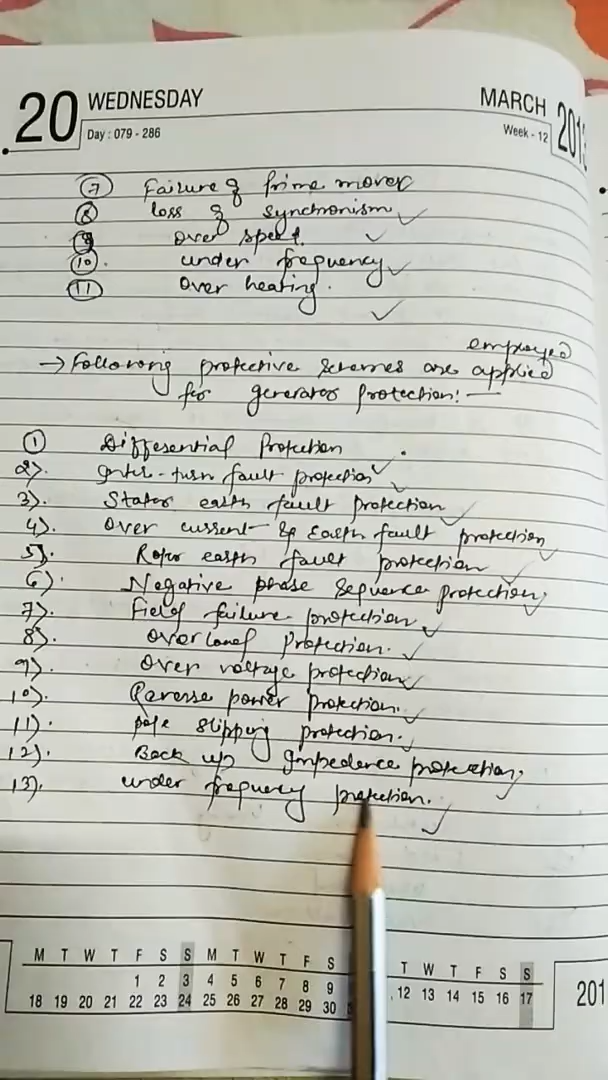 20 WEDNESDAY MARCH 201
Day : 079 - 286 Week - 12
7 Failure of prime mover
8 loss of synchronism
9 Over speed.
10. under frequency
11 Over heating.
employed
→ Following protective schemes are applied
for generator protection:—
1 Differential Protection
2). Inter-turn fault protection
3). Stator earth fault protection
4). Over current & Earth fault protection
5). Rotor earth fault protection
6). Negative phase sequence protection
7). Field failure protection
8). Overload protection.
9). Over voltage protection
10). Reverse power protection.
11). pole slipping protection.
12). Back up Impedence protection,
13). under frequency protection.
M T W T F S S M T W T F S T W T F S S
1 2 3 4 5 6 7 8 9
18 19 20 21 22 23 24 25 26 27 28 29 30 12 13 14 15 16 17 201